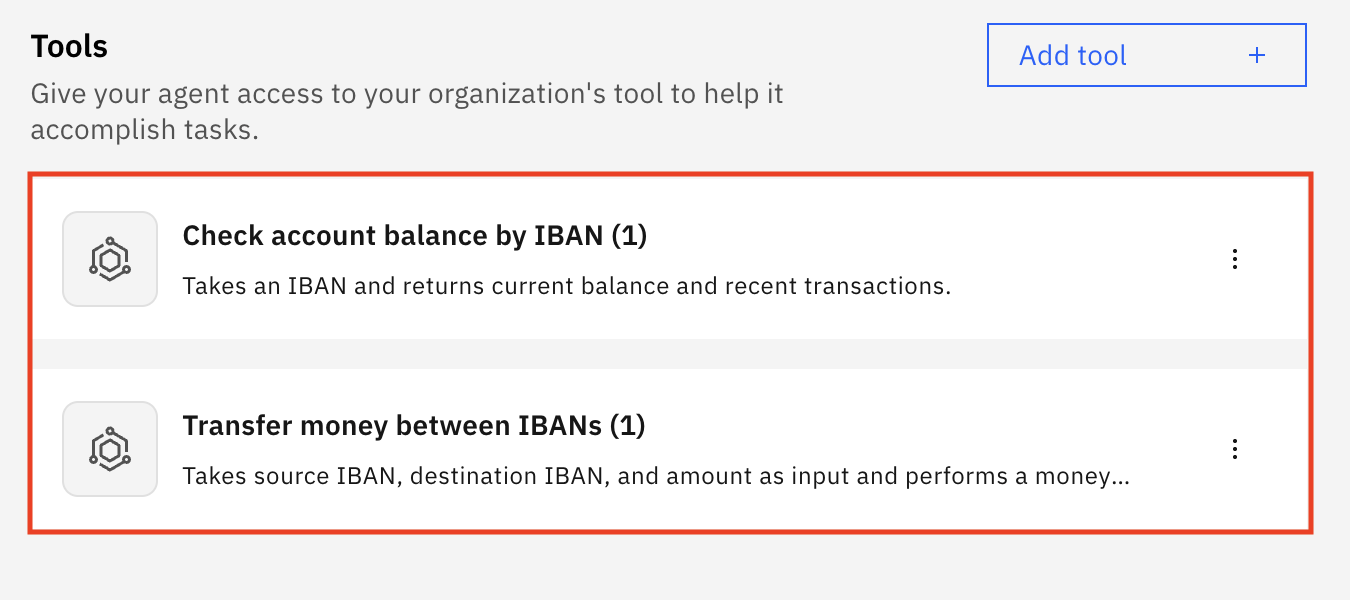 Tools
Add tool +
Give your agent access to your organization's tool to help it
accomplish tasks.
Check account balance by IBAN (1)
Takes an IBAN and returns current balance and recent transactions.
Transfer money between IBANs (1)
Takes source IBAN, destination IBAN, and amount as input and performs a money...